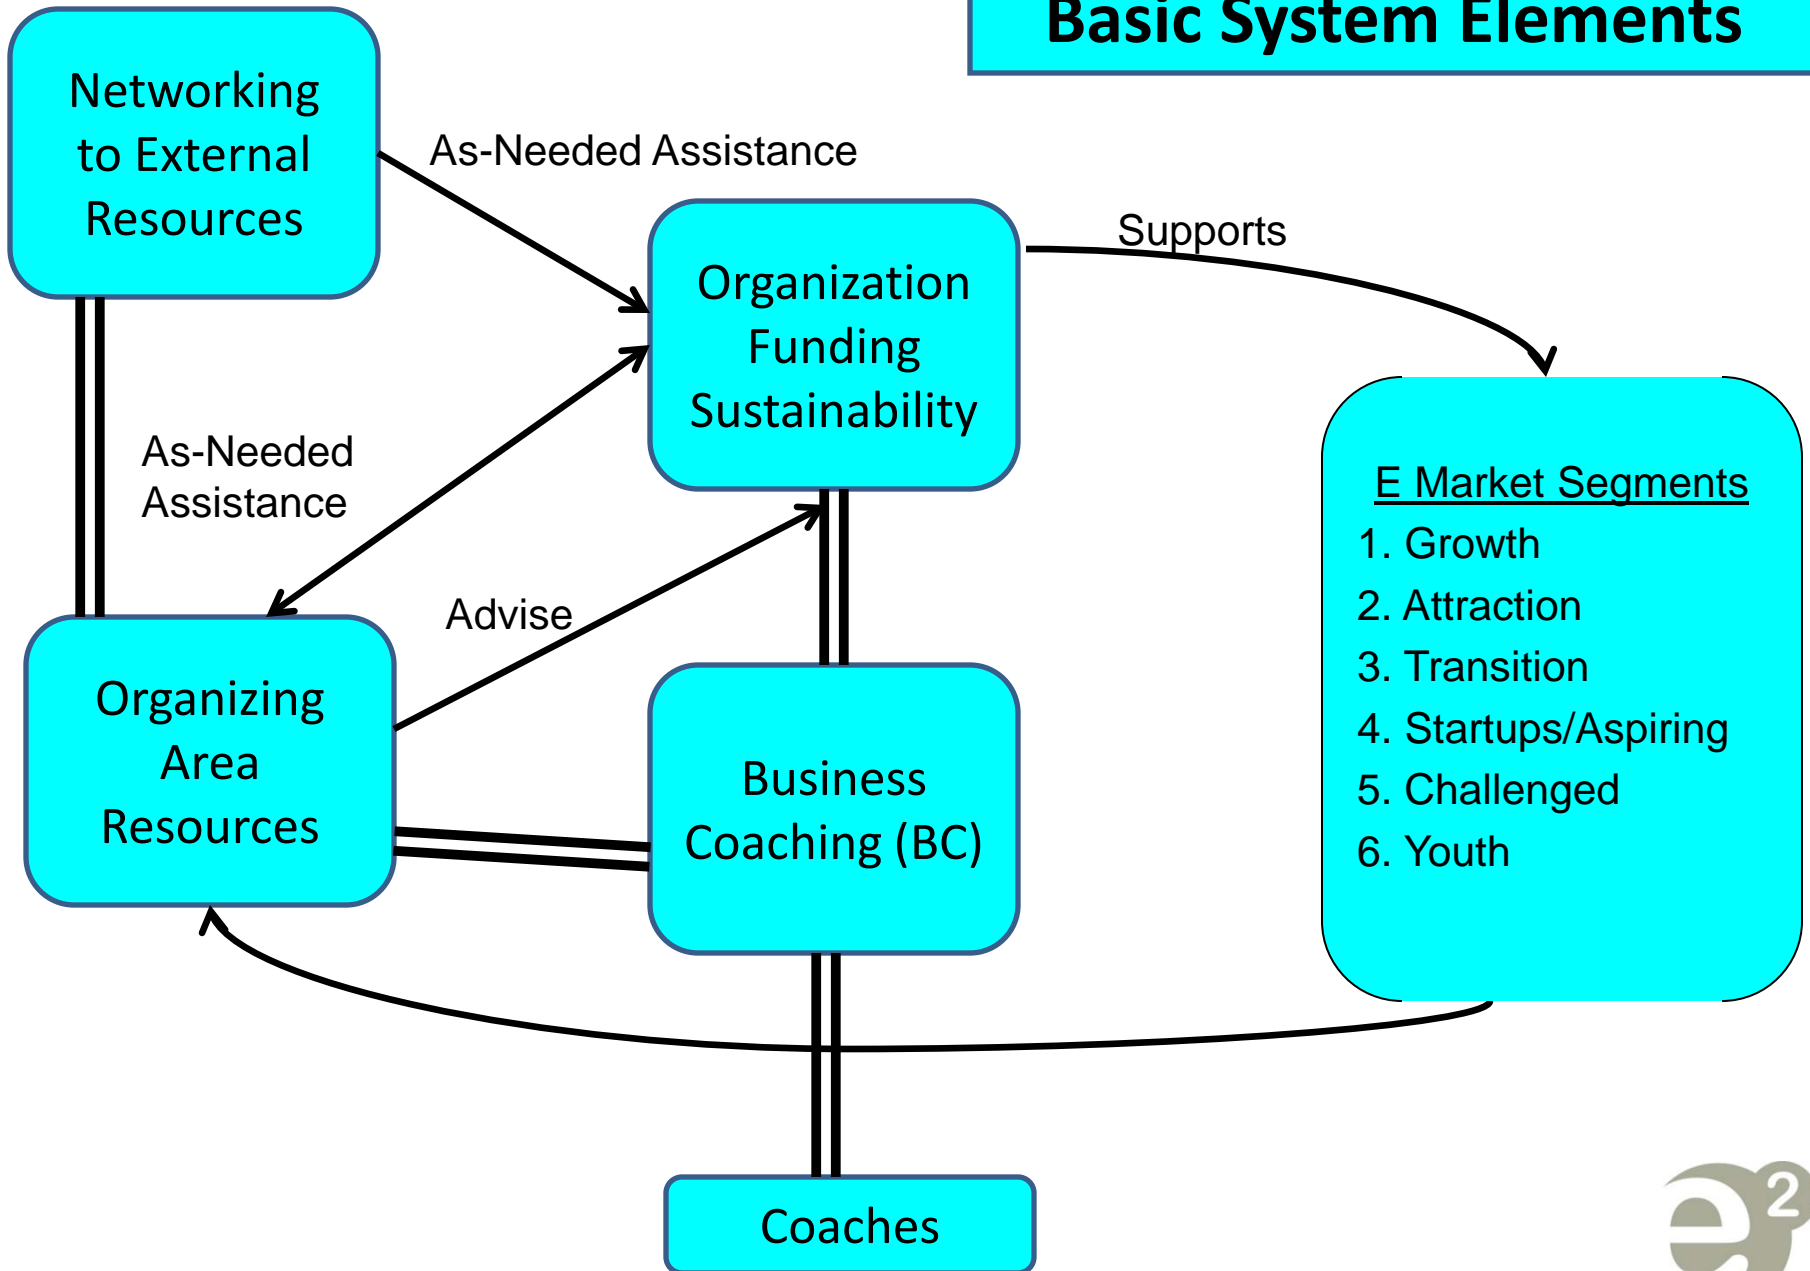 Basic System Elements
Networking
to External
Resources
As-Needed Assistance
Organization
Funding
Sustainability
Supports
As-Needed
Assistance
E Market Segments
1. Growth
2. Attraction
3. Transition
4. Startups/Aspiring
5. Challenged
6. Youth
Advise
Organizing
Area
Resources
Business
Coaching (BC)
Coaches
e2